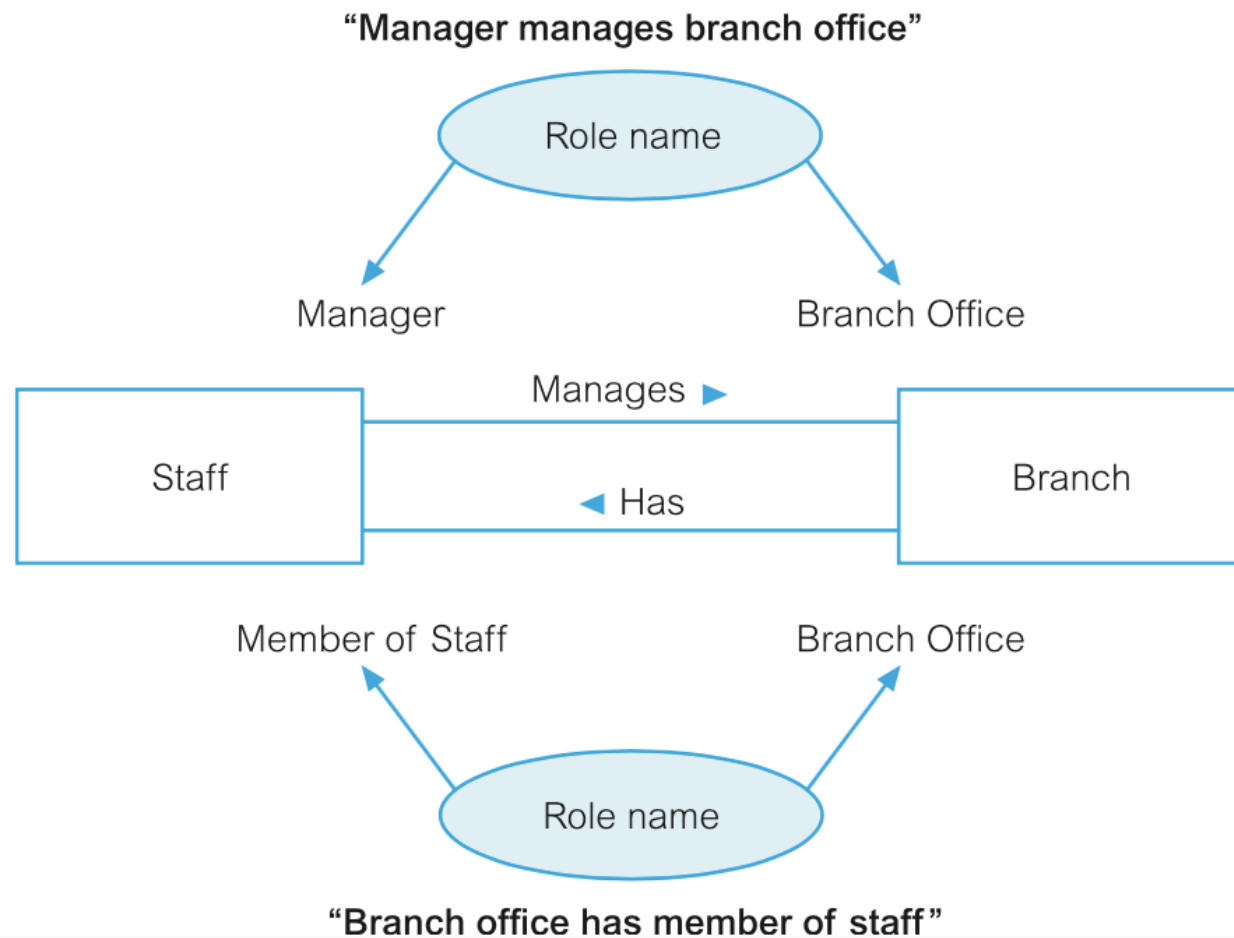 “Manager manages branch office”
Role name
Manager
Branch Office
Manages
Staff
Branch
Has
Member of Staff
Branch Office
Role name
“Branch office has member of staff”